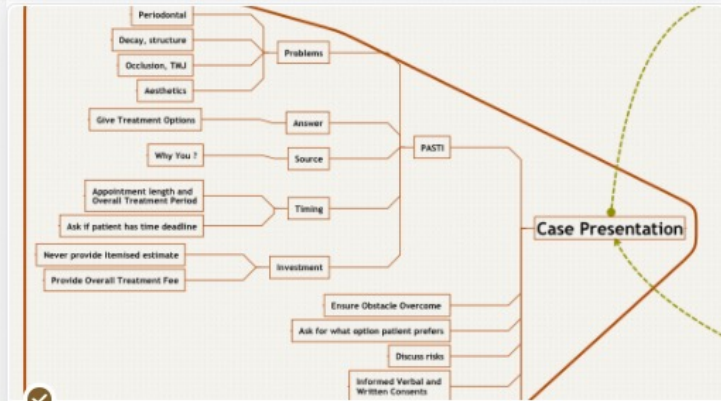 Periodontal
Decay, structure
Occlusion, TMJ
Aesthetics
Problems
Give Treatment Options
Answer
Why You ?
Source
PASTI
Appointment length and
Overall Treatment Period
Ask if patient has time deadline
Timing
Never provide Itemised estimate
Provide Overall Treatment Fee
Investment
Case Presentation
Ensure Obstacle Overcome
Ask for what option patient prefers
Discuss risks
Informed Verbal and
Written Consents